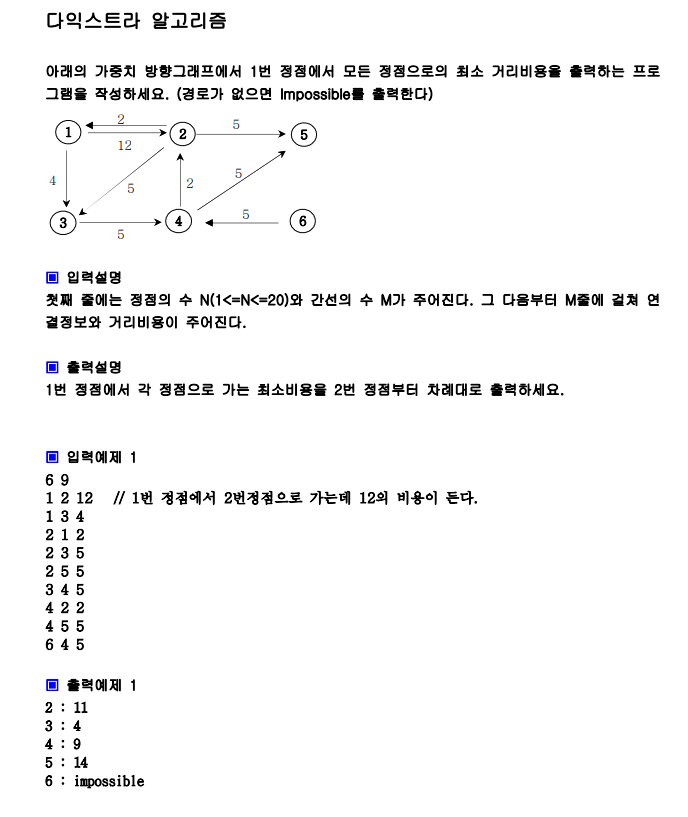 다익스트라 알고리즘
아래의 가중치 방향그래프에서 1번 정점에서 모든 정점으로의 최소 거리비용을 출력하는 프로
그램을 작성하세요. (경로가 없으면 Impossible를 출력한다)
2
1 2 5 5
12
4 5 2 5
5
3 4 6
5
입력설명
첫째 줄에는 정점의 수 N(1<=N<=20)와 간선의 수 M가 주어진다. 그 다음부터 M줄에 걸쳐 연
결정보와 거리비용이 주어진다.
출력설명
1번 정점에서 각 정점으로 가는 최소비용을 2번 정점부터 차례대로 출력하세요.
입력예제 1
6 9
1 2 12 // 1번 정점에서 2번정점으로 가는데 12의 비용이 든다.
1 3 4
2 1 2
2 3 5
2 5 5
3 4 5
4 2 2
4 5 5
6 4 5
출력예제 1
2 : 11
3 : 4
4 : 9
5 : 14
6 : impossible